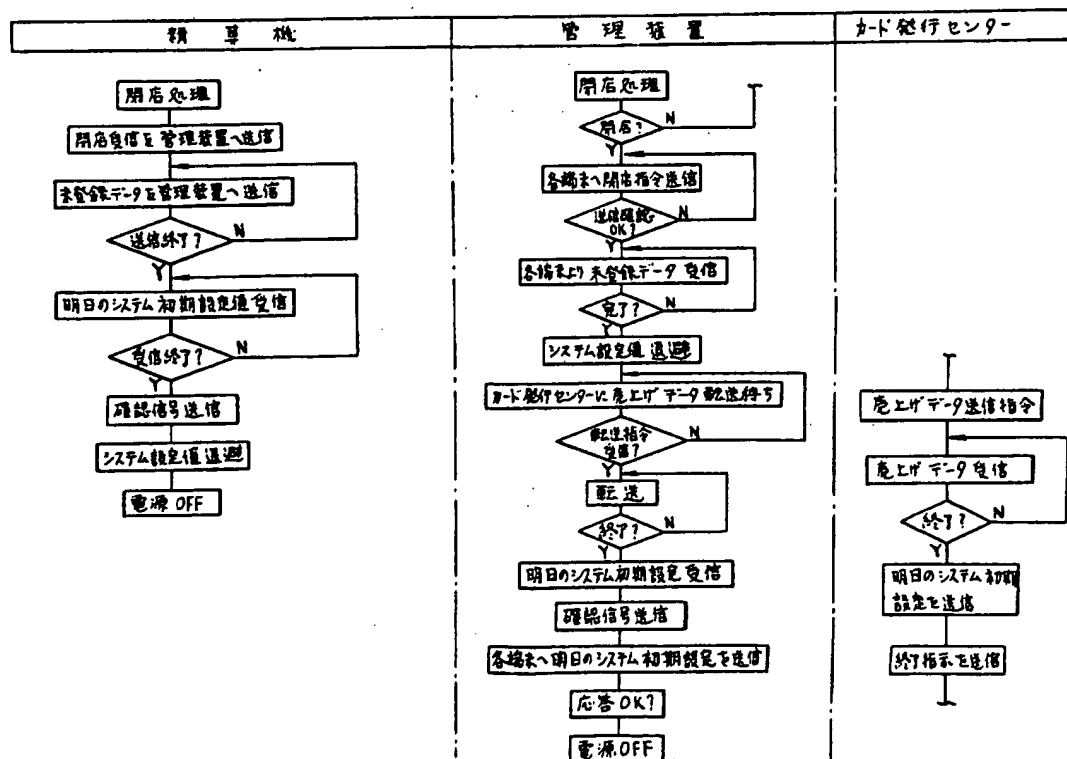 精算機
管理装置
カード発行センター
閉店処理
閉店受信を管理装置へ送信
未登録データを管理装置へ送信
送信終了?
N
Y
明日のシステム初期設定値受信
受信終了?
N
Y
確認信号送信
システム設定値退避
電源OFF
閉店処理
閉店?
N
Y
各端末へ閉店指令送信
送信確認
OK?
N
Y
各端末より未登録データ受信
完了?
N
Y
システム設定値退避
カード発行センターに売上げデータ転送待ち
転送指令
受信?
N
Y
転送
終了?
N
Y
明日のシステム初期設定受信
確認信号送信
各端末へ明日のシステム初期設定を送信
応答OK?
電源OFF
売上げデータ送信指令
売上げデータ受信
終了?
N
Y
明日のシステム初期
設定を送信
終了指示を送信